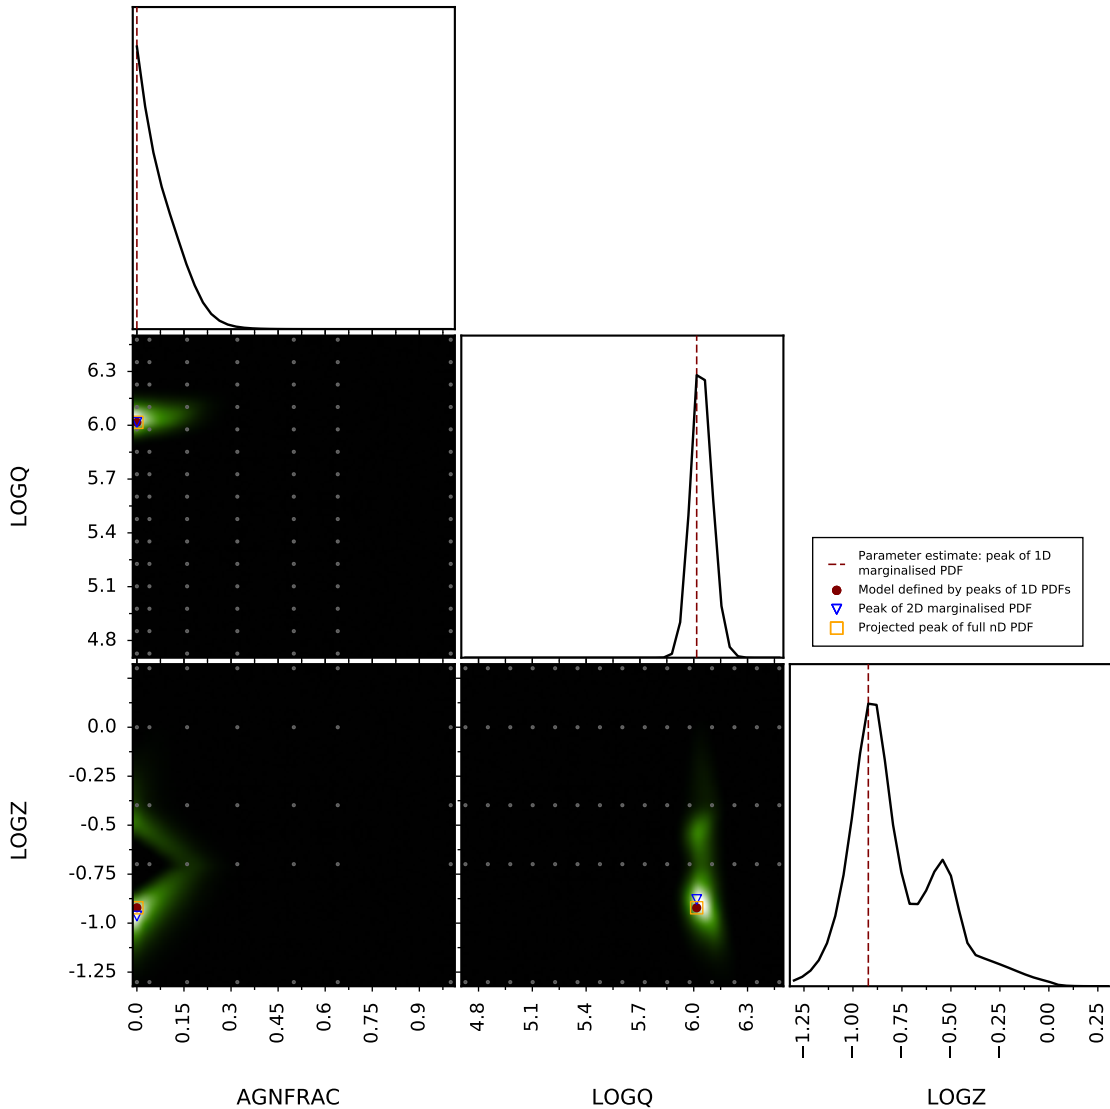 6.3
6.0
5.7
5.4
5.1
4.8
LOGQ
Parameter estimate: peak of 1D
marginalised PDF
Model defined by peaks of 1D PDFs
Peak of 2D marginalised PDF
Projected peak of full nD PDF
0.0
-0.25
-0.5
-0.75
-1.0
-1.25
LOGZ
0.0 0.15 0.3 0.45 0.6 0.75 0.9
4.8 5.1 5.4 5.7 6.0 6.3
−1.25 −1.00 −0.75 −0.50 −0.25 0.00 0.25
AGNFRAC LOGQ LOGZ